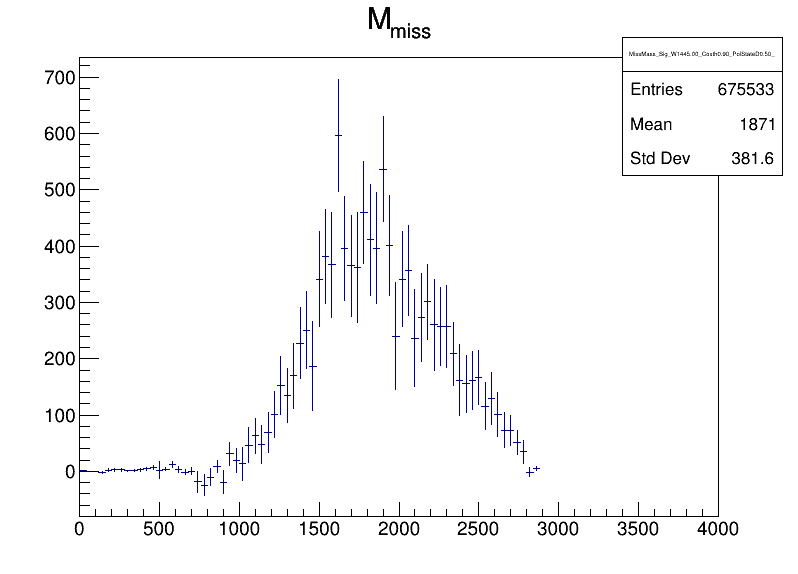 M_miss
MissMass_Sig_W1445.00_Costh0.90_PolStateD0.50_
Entries 675533
Mean 1871
Std Dev 381.6
700
600
500
400
300
200
100
0
0 500 1000 1500 2000 2500 3000 3500 4000